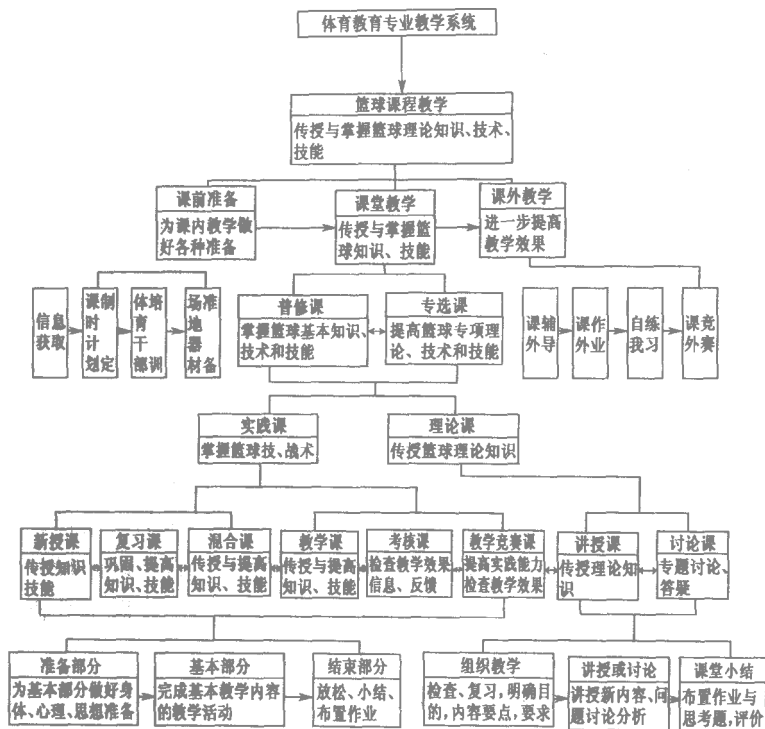 体育教育专业教学系统
篮球课程教学
传授与掌握篮球理论知识、技术、
技能
课前准备
为课内教学做
好各种准备
课堂教学
传授与掌握篮
球知识、技能
课外教学
进一步提高
教学效果
信息
获取
课时计划
制定
体育干部
培训
场地器材
准备
普修课
掌握篮球基本知识、
技术和技能
专选课
提高篮球专项理
论、技术和技能
课外
辅导
课外
作业
自我
练习
课外
竞赛
实践课
掌握篮球技、战术
理论课
传授篮球理论知识
新授课
传授知识
技能
复习课
巩固、提高
知识、技能
混合课
传授与提高
知识、技能
教学课
传授与提高
知识、技能
考核课
检查教学效果
信息、反馈
教学竞赛课
提高实践能力
检查教学效果
讲授课
传授理论知
识
讨论课
专题讨论、
答疑
准备部分
为基本部分做好身
体、心理、思想准备
基本部分
完成基本教学内容
的教学活动
结束部分
放松、小结、
布置作业
组织教学
检查、复习,明确目
的,内容要点,要求
讲授或讨论
讲授新内容、问
题讨论分析
课堂小结
布置作业与
思考题,评价